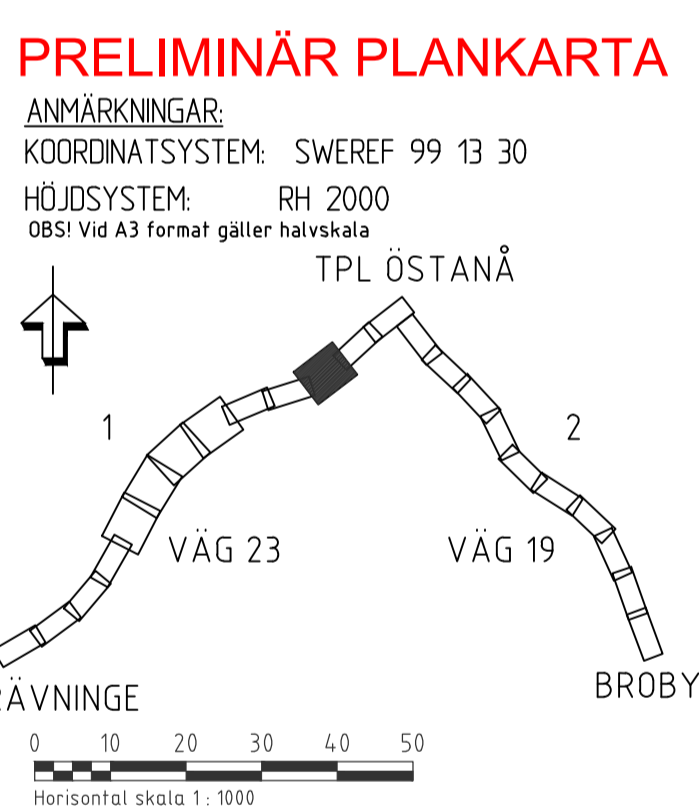 PRELIMINÄR PLANKARTA
ANMÄRKNINGAR:
KOORDINATSYSTEM: SWEREF 99 13 30
HÖJDSYSTEM: RH 2000
OBS! Vid A3 format gäller halvskala
TPL ÖSTANÅ
1
2
VÄG 23
VÄG 19
BROBY
ÄVNINGE
0 10 20 30 40 50
Horisontal skala 1 : 1000